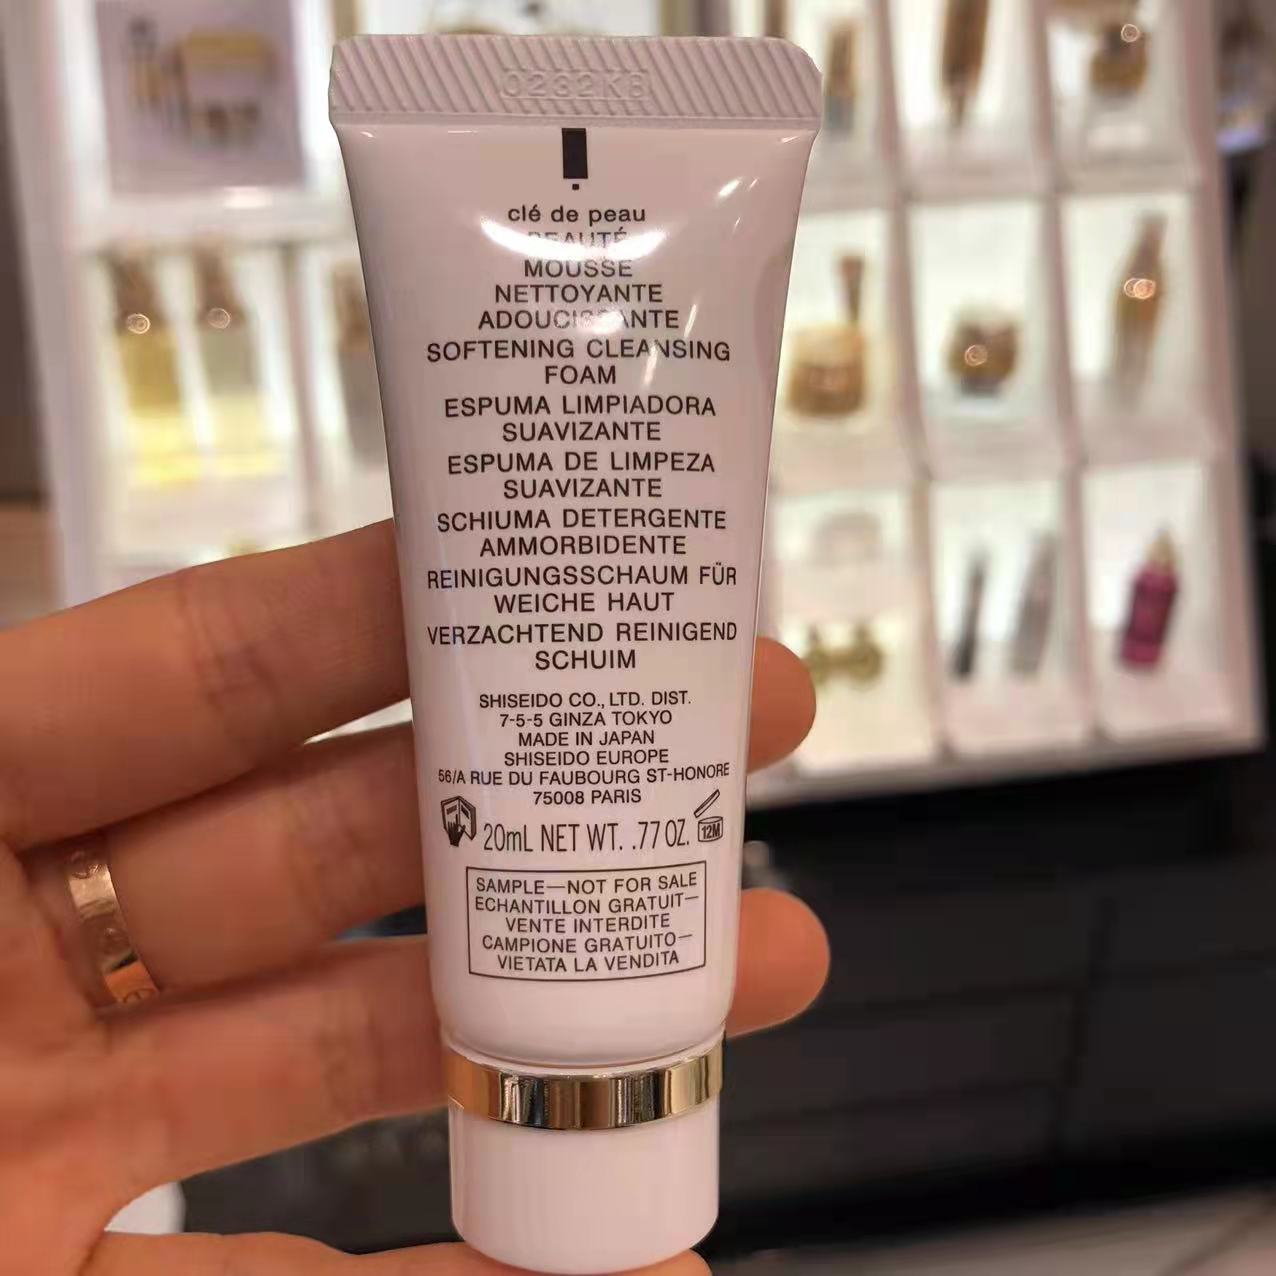 0232KB
clé de peau
BEAUTÉ
MOUSSE
NETTOYANTE
ADOUCISSANTE
SOFTENING CLEANSING
FOAM
ESPUMA LIMPIADORA
SUAVIZANTE
ESPUMA DE LIMPEZA
SUAVIZANTE
SCHIUMA DETERGENTE
AMMORBIDENTE
REINIGUNGSSCHAUM FÜR
WEICHE HAUT
VERZACHTEND REINIGEND
SCHUIM
SHISEIDO CO., LTD. DIST.
7-5-5 GINZA TOKYO
MADE IN JAPAN
SHISEIDO EUROPE
56/A RUE DU FAUBOURG ST-HONORE
75008 PARIS
20mL NET WT. .77 OZ. 12M
SAMPLE—NOT FOR SALE
ECHANTILLON GRATUIT—
VENTE INTERDITE
CAMPIONE GRATUITO—
VIETATA LA VENDITA